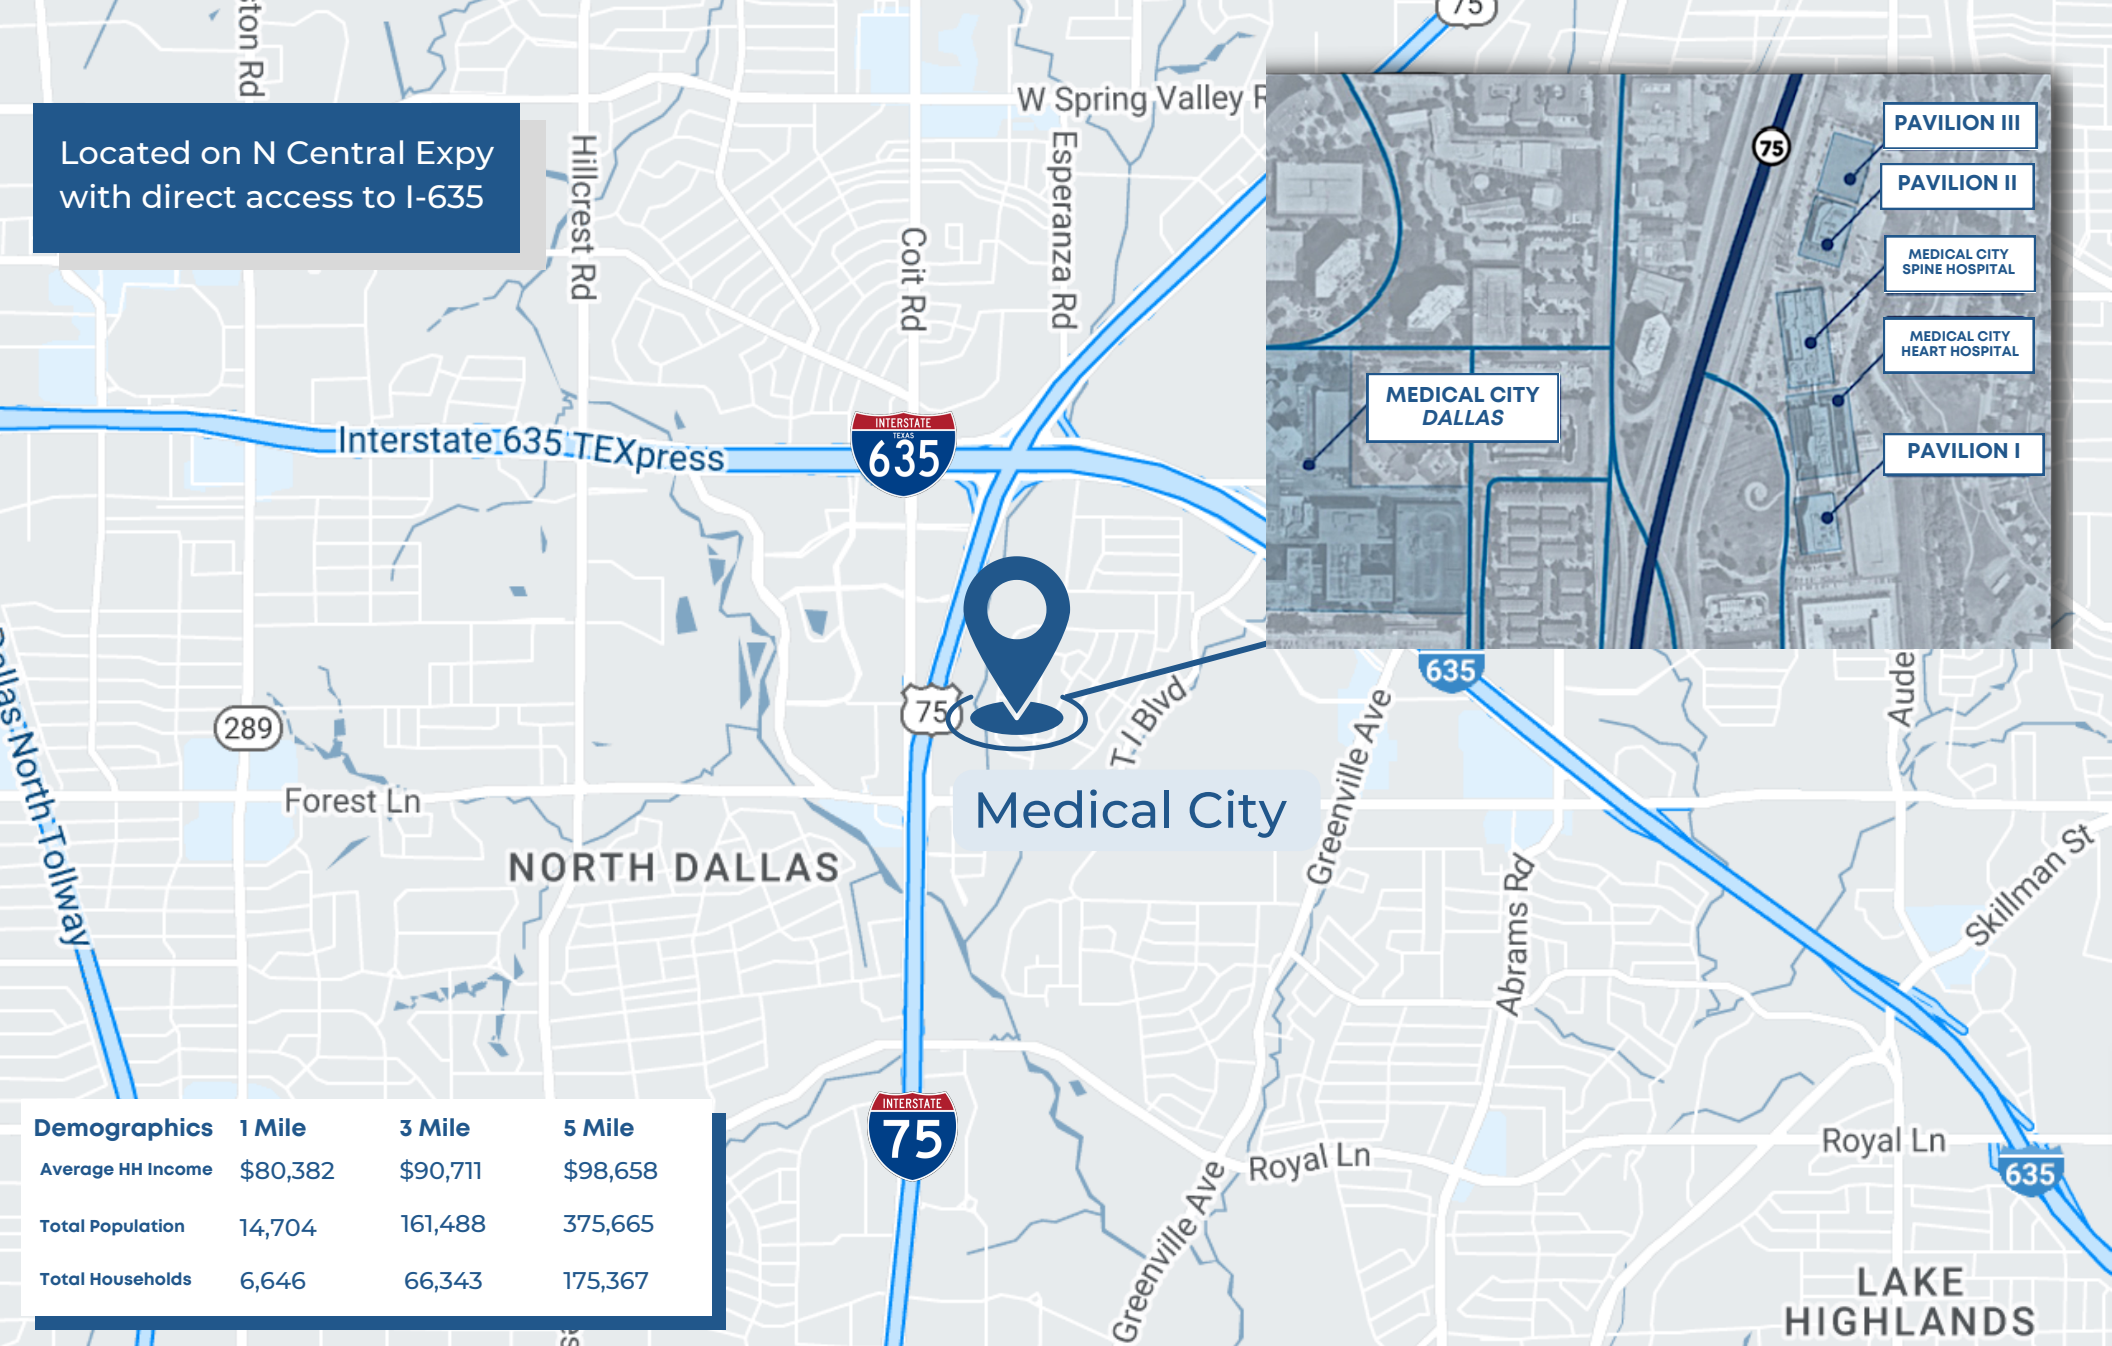 75
ston Rd
W Spring Valley R
Located on N Central Expy
with direct access to I-635
Hillcrest Rd
Coit Rd
Esperanza Rd
75
PAVILION III
PAVILION II
MEDICAL CITY
SPINE HOSPITAL
MEDICAL CITY
HEART HOSPITAL
MEDICAL CITY
DALLAS
PAVILION I
Interstate 635 TEXpress
INTERSTATE
TEXAS
635
635
Dallas North Tollway
289
75
T I Blvd
Greenville Ave
Aude
Forest Ln
Medical City
NORTH DALLAS
Abrams Rd
Skillman St
INTERSTATE
75
Royal Ln
Royal Ln
635
Greenville Ave
LAKE
HIGHLANDS
Demographics 1 Mile 3 Mile 5 Mile
Average HH Income $80,382 $90,711 $98,658
Total Population 14,704 161,488 375,665
Total Households 6,646 66,343 175,367